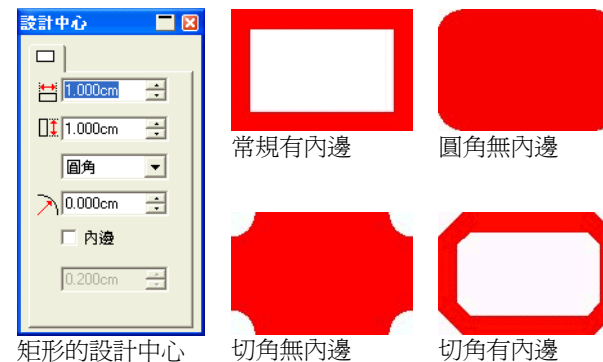 設計中心
1.000cm
1.000cm
圓角
0.000cm
內邊
0.200cm
矩形的設計中心
常規有內邊
圓角無內邊
切角無內邊
切角有內邊